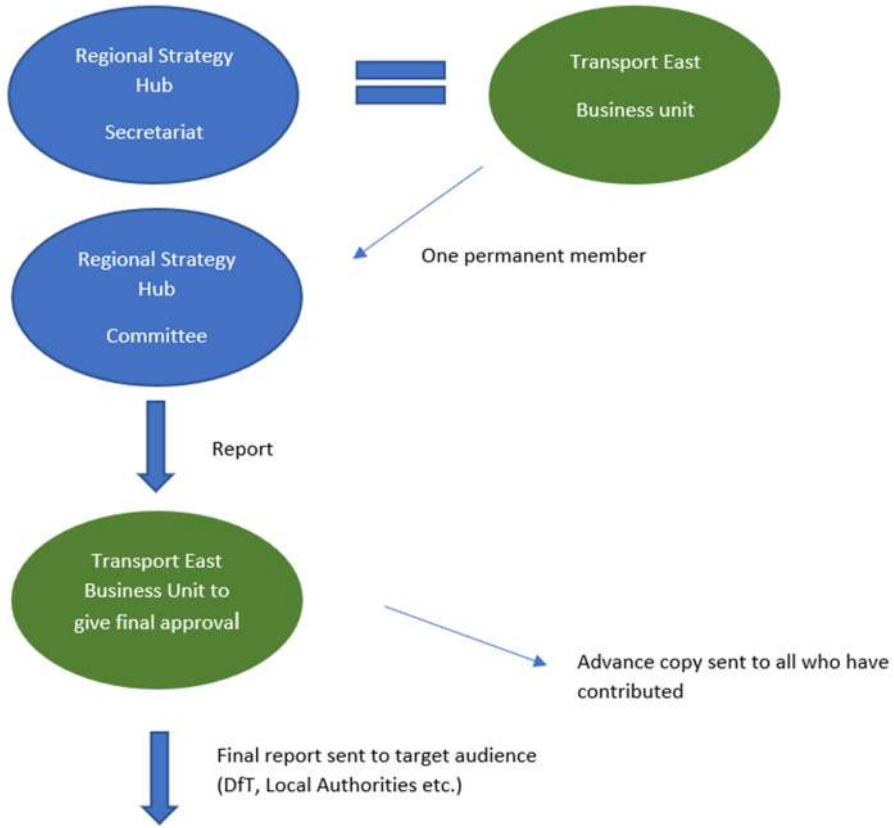 Regional Strategy
Hub
Secretariat
Transport East
Business unit
Regional Strategy
Hub
Committee
One permanent member
Report
Transport East
Business Unit to
give final approval
Advance copy sent to all who have
contributed
Final report sent to target audience
(DfT, Local Authorities etc.)